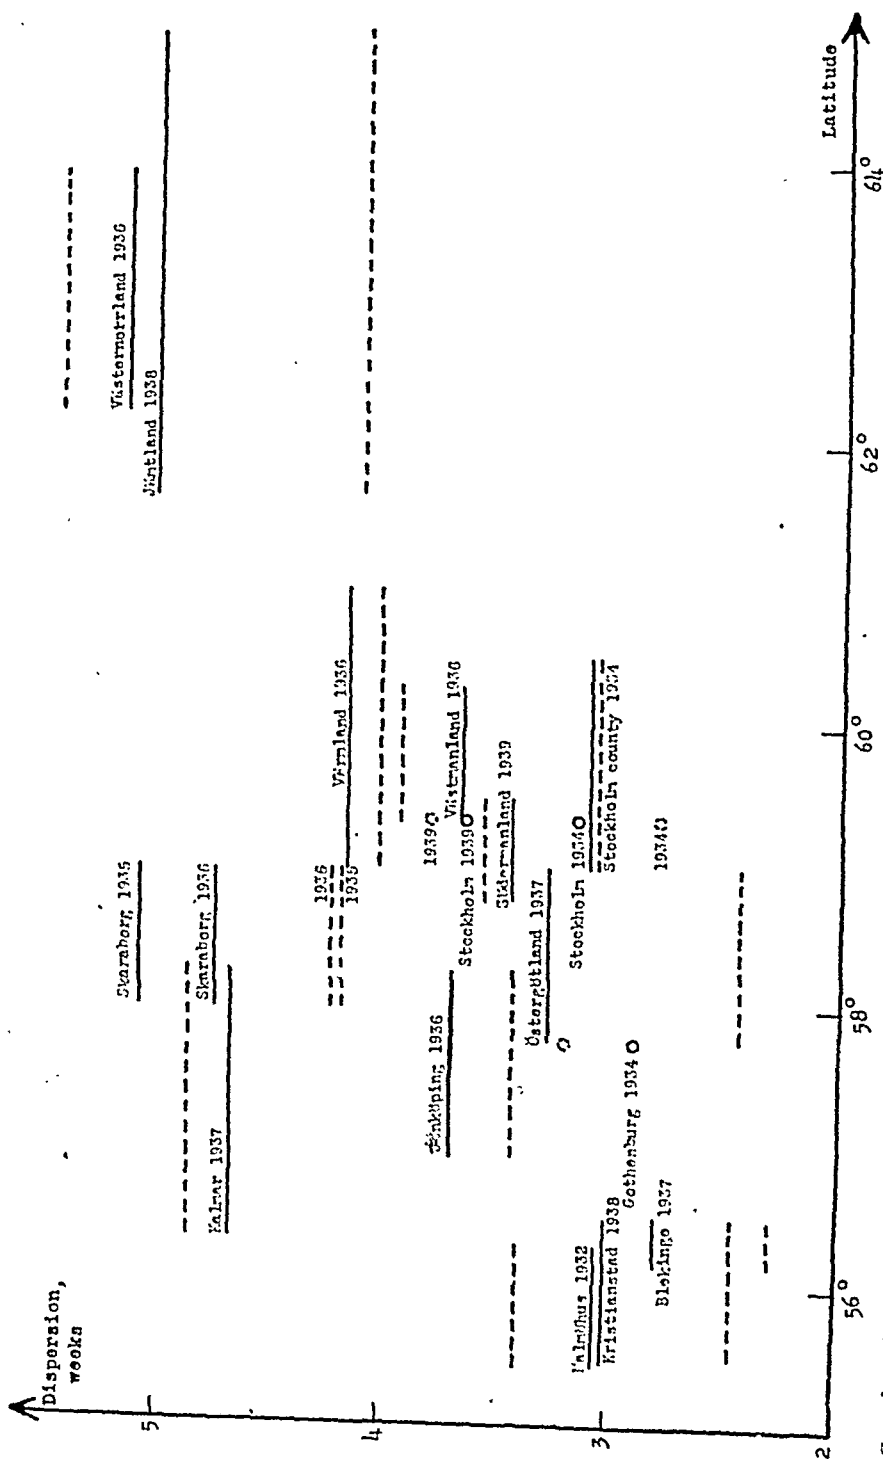 Dispersion,
weeks
5
4
3
2
Västernorrland 1936
Jämtland 1938
Skaraborg 1935
Skaraborg 1936
Kalmar 1937
Värmland 1936
1936
1935
1939
Västmanland 1936
Stockholm 1939
Södermanland 1939
Jönköping 1936
Östergötland 1937
Stockholm 1934
Stockholm county 1934
1934
Gothenburg 1934
Malmöhus 1932
Kristianstad 1938
Blekinge 1937
56°
58°
60°
62°
64°
Latitude